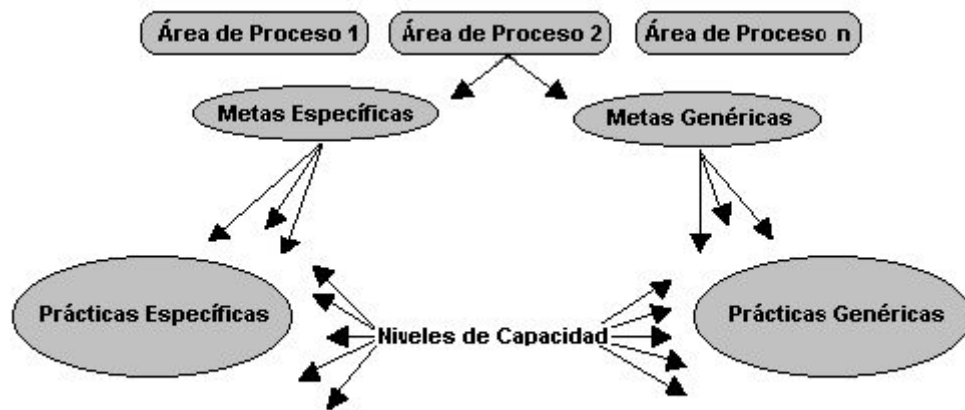 Área de Proceso 1
Área de Proceso 2
Área de Proceso n
Metas Específicas
Metas Genéricas
Prácticas Específicas
Niveles de Capacidad
Prácticas Genéricas